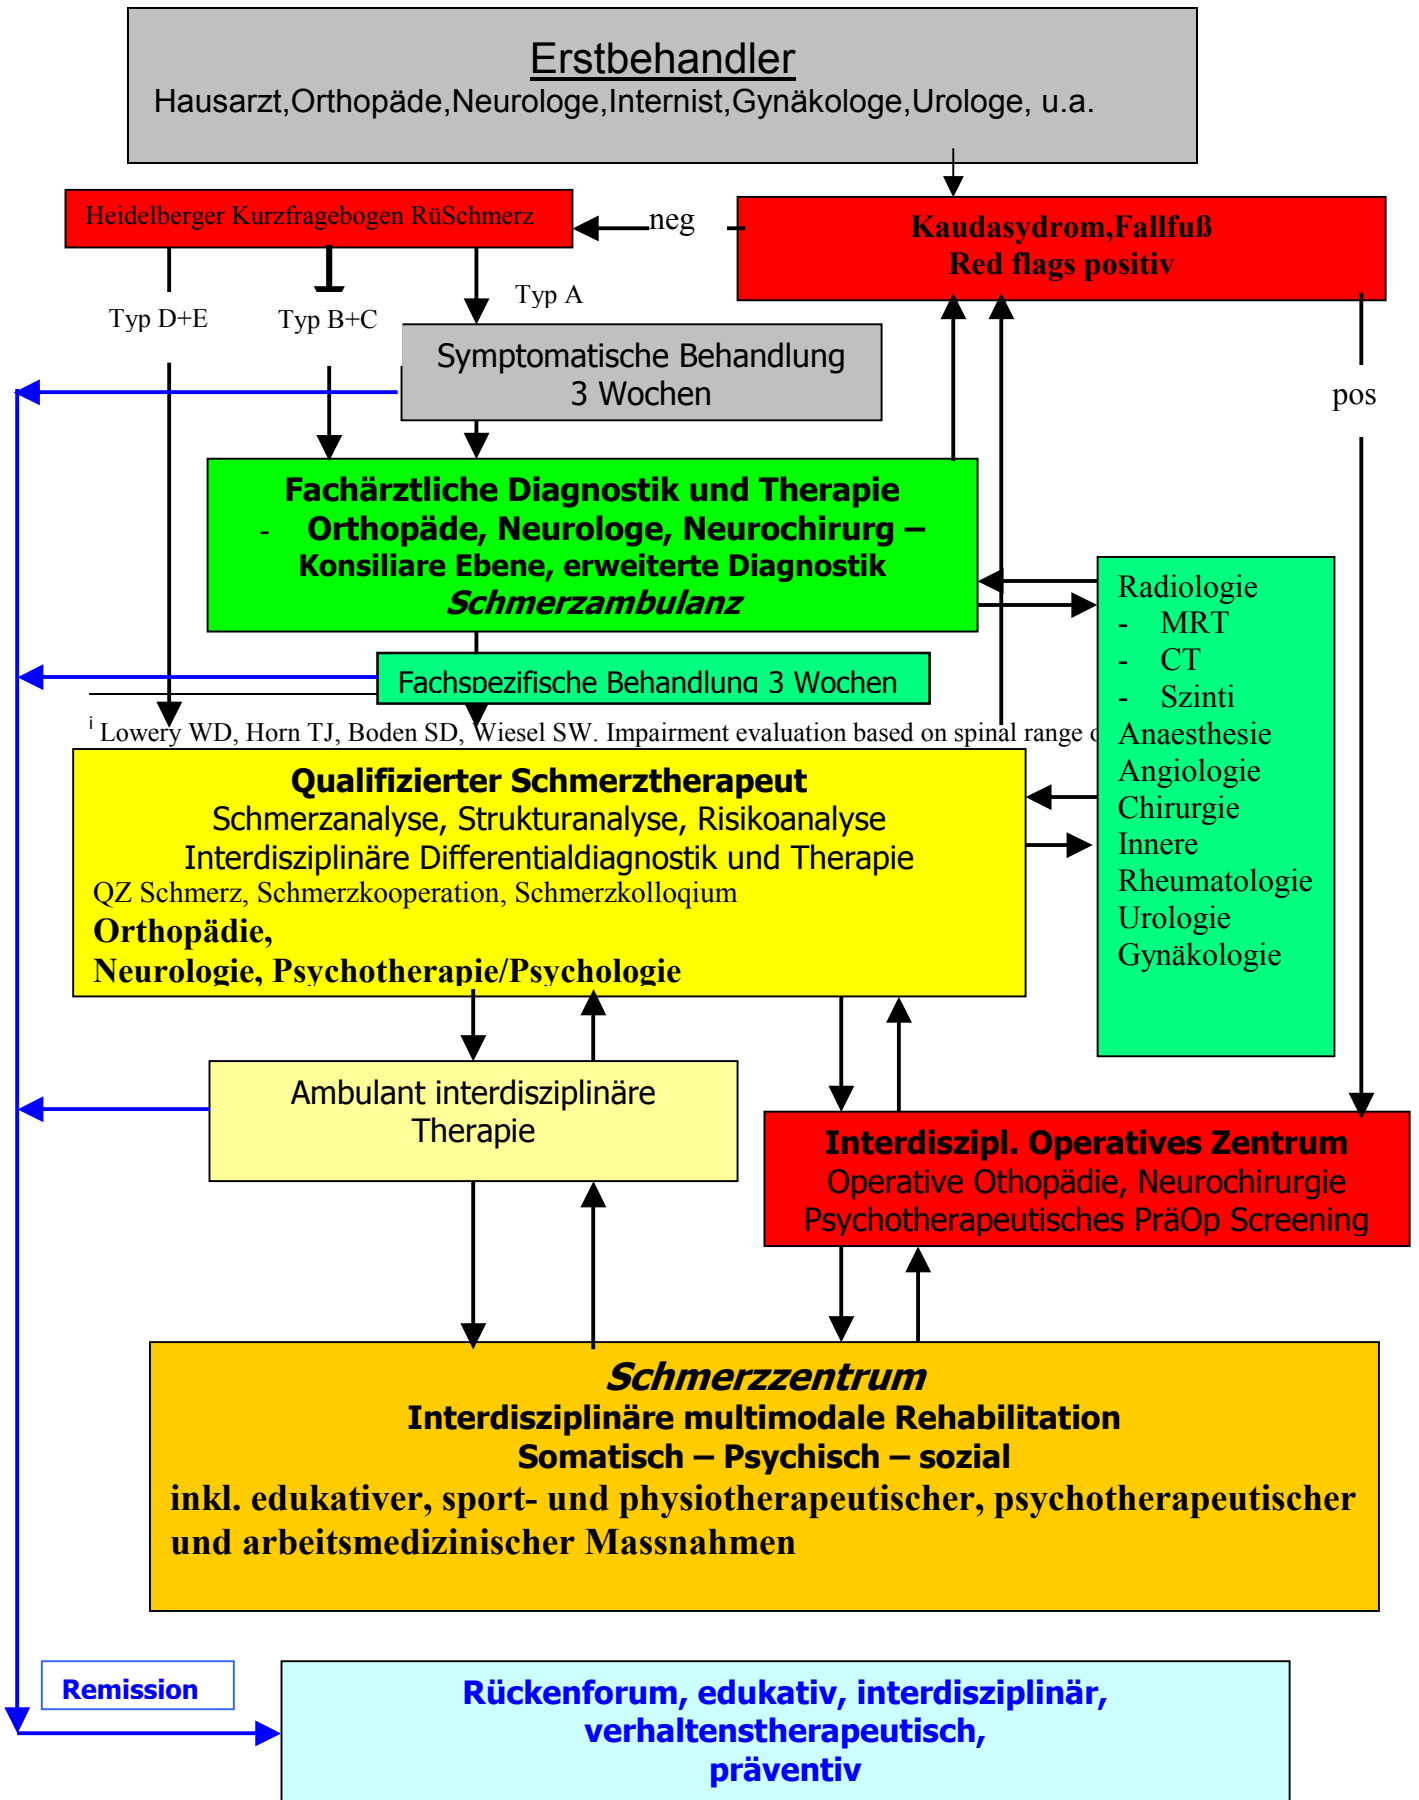 Erstbehandler
Hausarzt,Orthopäde,Neurologe,Internist,Gynäkologe,Urologe, u.a.
Heidelberger Kurzfragebogen RüSchmerz
neg
Kaudasydrom,Fallfuß
Red flags positiv
Typ D+E
Typ B+C
Typ A
Symptomatische Behandlung
3 Wochen
pos
Fachärztliche Diagnostik und Therapie
- Orthopäde, Neurologe, Neurochirurg –
Konsiliare Ebene, erweiterte Diagnostik
Schmerzambulanz
Fachspezifische Behandlung 3 Wochen
i Lowery WD, Horn TJ, Boden SD, Wiesel SW. Impairment evaluation based on spinal range
Radiologie
- MRT
- CT
- Szinti
Anaesthesie
Angiologie
Chirurgie
Innere
Rheumatologie
Urologie
Gynäkologie
Qualifizierter Schmerztherapeut
Schmerzanalyse, Strukturanalyse, Risikoanalyse
Interdisziplinäre Differentialdiagnostik und Therapie
QZ Schmerz, Schmerzkooperation, Schmerzkolloqium
Orthopädie,
Neurologie, Psychotherapie/Psychologie
Ambulant interdisziplinäre
Therapie
Interdiszipl. Operatives Zentrum
Operative Othopädie, Neurochirurgie
Psychotherapeutisches PräOp Screening
Schmerzzentrum
Interdisziplinäre multimodale Rehabilitation
Somatisch – Psychisch – sozial
inkl. edukativer, sport- und physiotherapeutischer, psychotherapeutischer
und arbeitsmedizinischer Massnahmen
Remission
Rückenforum, edukativ, interdisziplinär,
verhaltenstherapeutisch,
präventiv